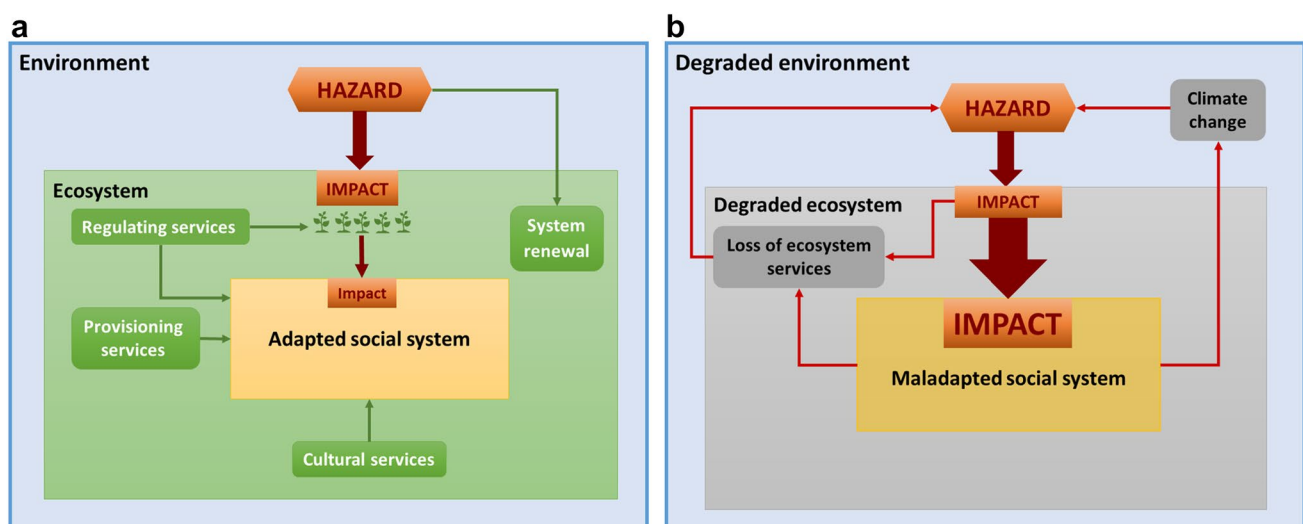 a
Environment
HAZARD
IMPACT
Ecosystem
Regulating services
System
renewal
Impact
Provisioning
services
Adapted social system
Cultural services
b
Degraded environment
Climate
change
HAZARD
IMPACT
Degraded ecosystem
Loss of ecosystem
services
IMPACT
Maladapted social system